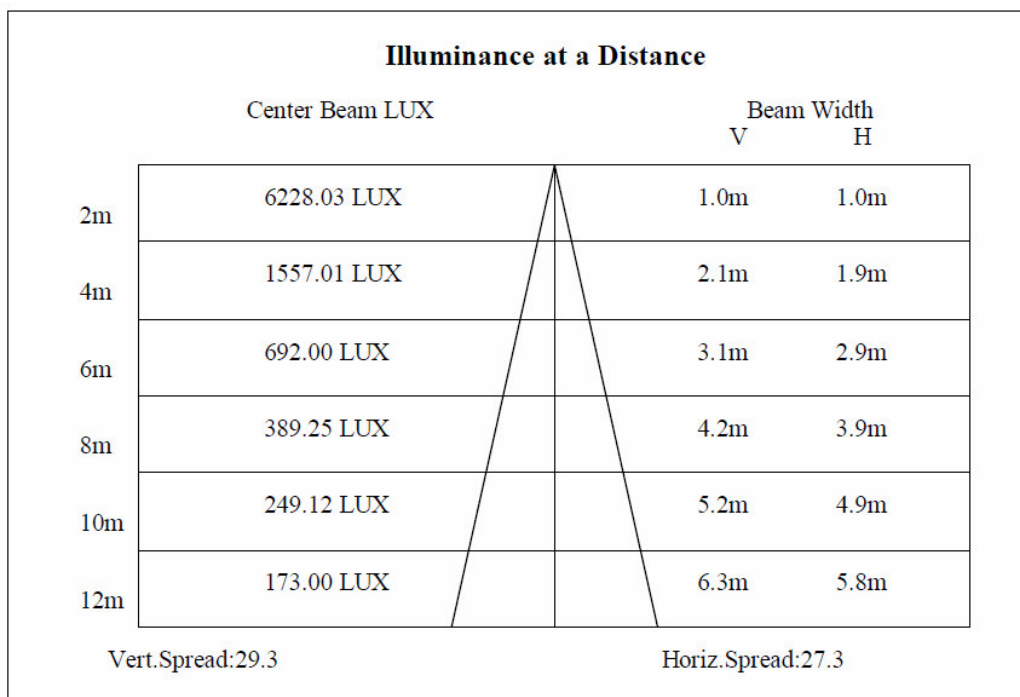 Illuminance at a Distance
Center Beam LUX Beam Width
V H
2m 6228.03 LUX 1.0m 1.0m
4m 1557.01 LUX 2.1m 1.9m
6m 692.00 LUX 3.1m 2.9m
8m 389.25 LUX 4.2m 3.9m
10m 249.12 LUX 5.2m 4.9m
12m 173.00 LUX 6.3m 5.8m
Vert.Spread:29.3 Horiz.Spread:27.3